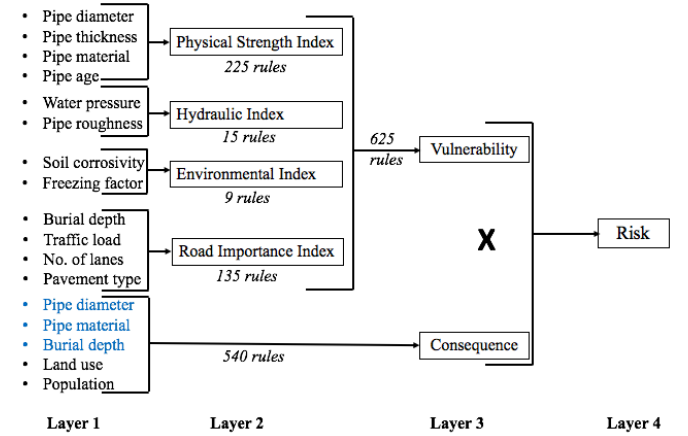 • Pipe diameter
• Pipe thickness
• Pipe material
• Pipe age
Physical Strength Index
225 rules
• Water pressure
• Pipe roughness
Hydraulic Index
15 rules
• Soil corrosivity
• Freezing factor
Environmental Index
9 rules
• Burial depth
• Traffic load
• No. of lanes
• Pavement type
Road Importance Index
135 rules
625
rules
Vulnerability
X
Risk
• Pipe diameter
• Pipe material
• Burial depth
• Land use
• Population
540 rules
Consequence
Layer 1
Layer 2
Layer 3
Layer 4